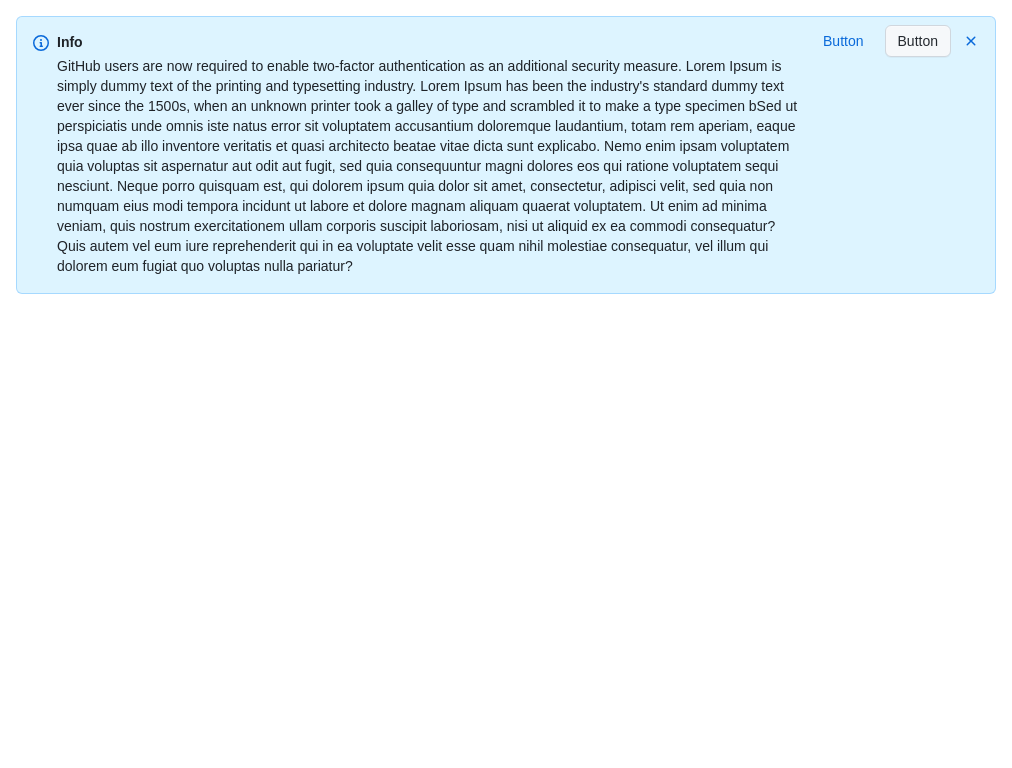 Info
Button
Button
GitHub users are now required to enable two-factor authentication as an additional security measure. Lorem Ipsum is
simply dummy text of the printing and typesetting industry. Lorem Ipsum has been the industry's standard dummy text
ever since the 1500s, when an unknown printer took a galley of type and scrambled it to make a type specimen bSed ut
perspiciatis unde omnis iste natus error sit voluptatem accusantium doloremque laudantium, totam rem aperiam, eaque
ipsa quae ab illo inventore veritatis et quasi architecto beatae vitae dicta sunt explicabo. Nemo enim ipsam voluptatem
quia voluptas sit aspernatur aut odit aut fugit, sed quia consequuntur magni dolores eos qui ratione voluptatem sequi
nesciunt. Neque porro quisquam est, qui dolorem ipsum quia dolor sit amet, consectetur, adipisci velit, sed quia non
numquam eius modi tempora incidunt ut labore et dolore magnam aliquam quaerat voluptatem. Ut enim ad minima
veniam, quis nostrum exercitationem ullam corporis suscipit laboriosam, nisi ut aliquid ex ea commodi consequatur?
Quis autem vel eum iure reprehenderit qui in ea voluptate velit esse quam nihil molestiae consequatur, vel illum qui
dolorem eum fugiat quo voluptas nulla pariatur?